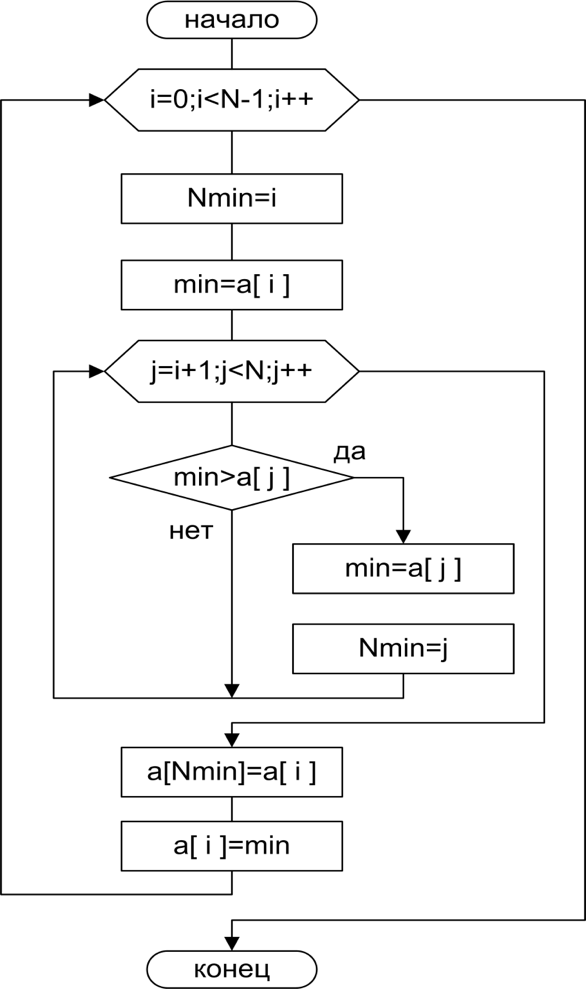 начало
i=0;i<N-1;i++
Nmin=i
min=a[ i ]
j=i+1;j<N;j++
да
min>a[ j ]
нет
min=a[ j ]
Nmin=j
a[Nmin]=a[ i ]
a[ i ]=min
конец